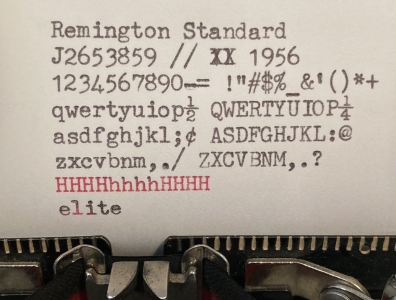 Remington Standard
J2653859 // XX 1956
1234567890-= !"#$%_&'()*+
qwertyuiop½ QWERTYUIOP¼
asdfghjkl;¢ ASDFGHJKL:@
zxcvbnm,./ ZXCVBNM,.?
HHHHhhhhHHHH
elite